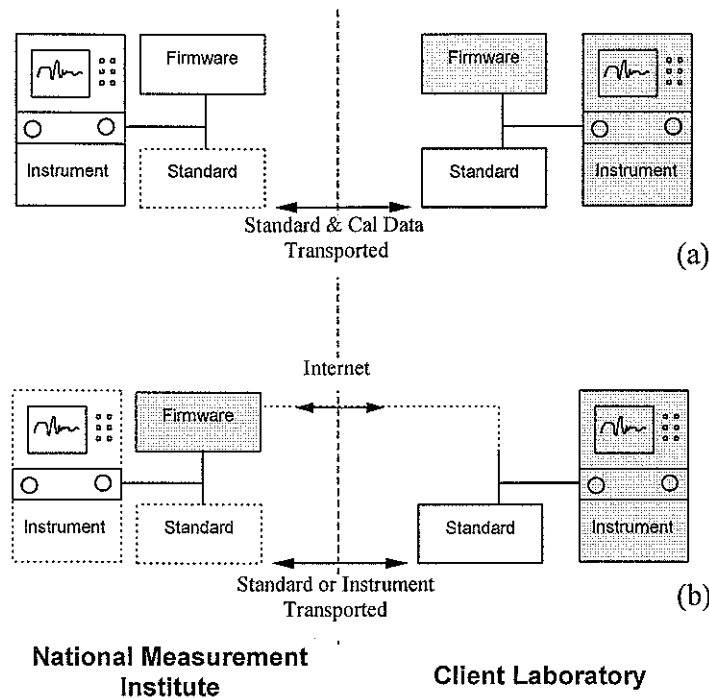 Firmware
Instrument
Standard
Firmware
Standard
Instrument
Standard & Cal Data
Transported
(a)
Internet
Firmware
Instrument
Standard
Standard
Instrument
Standard or Instrument
Transported
(b)
National Measurement
Institute
Client Laboratory